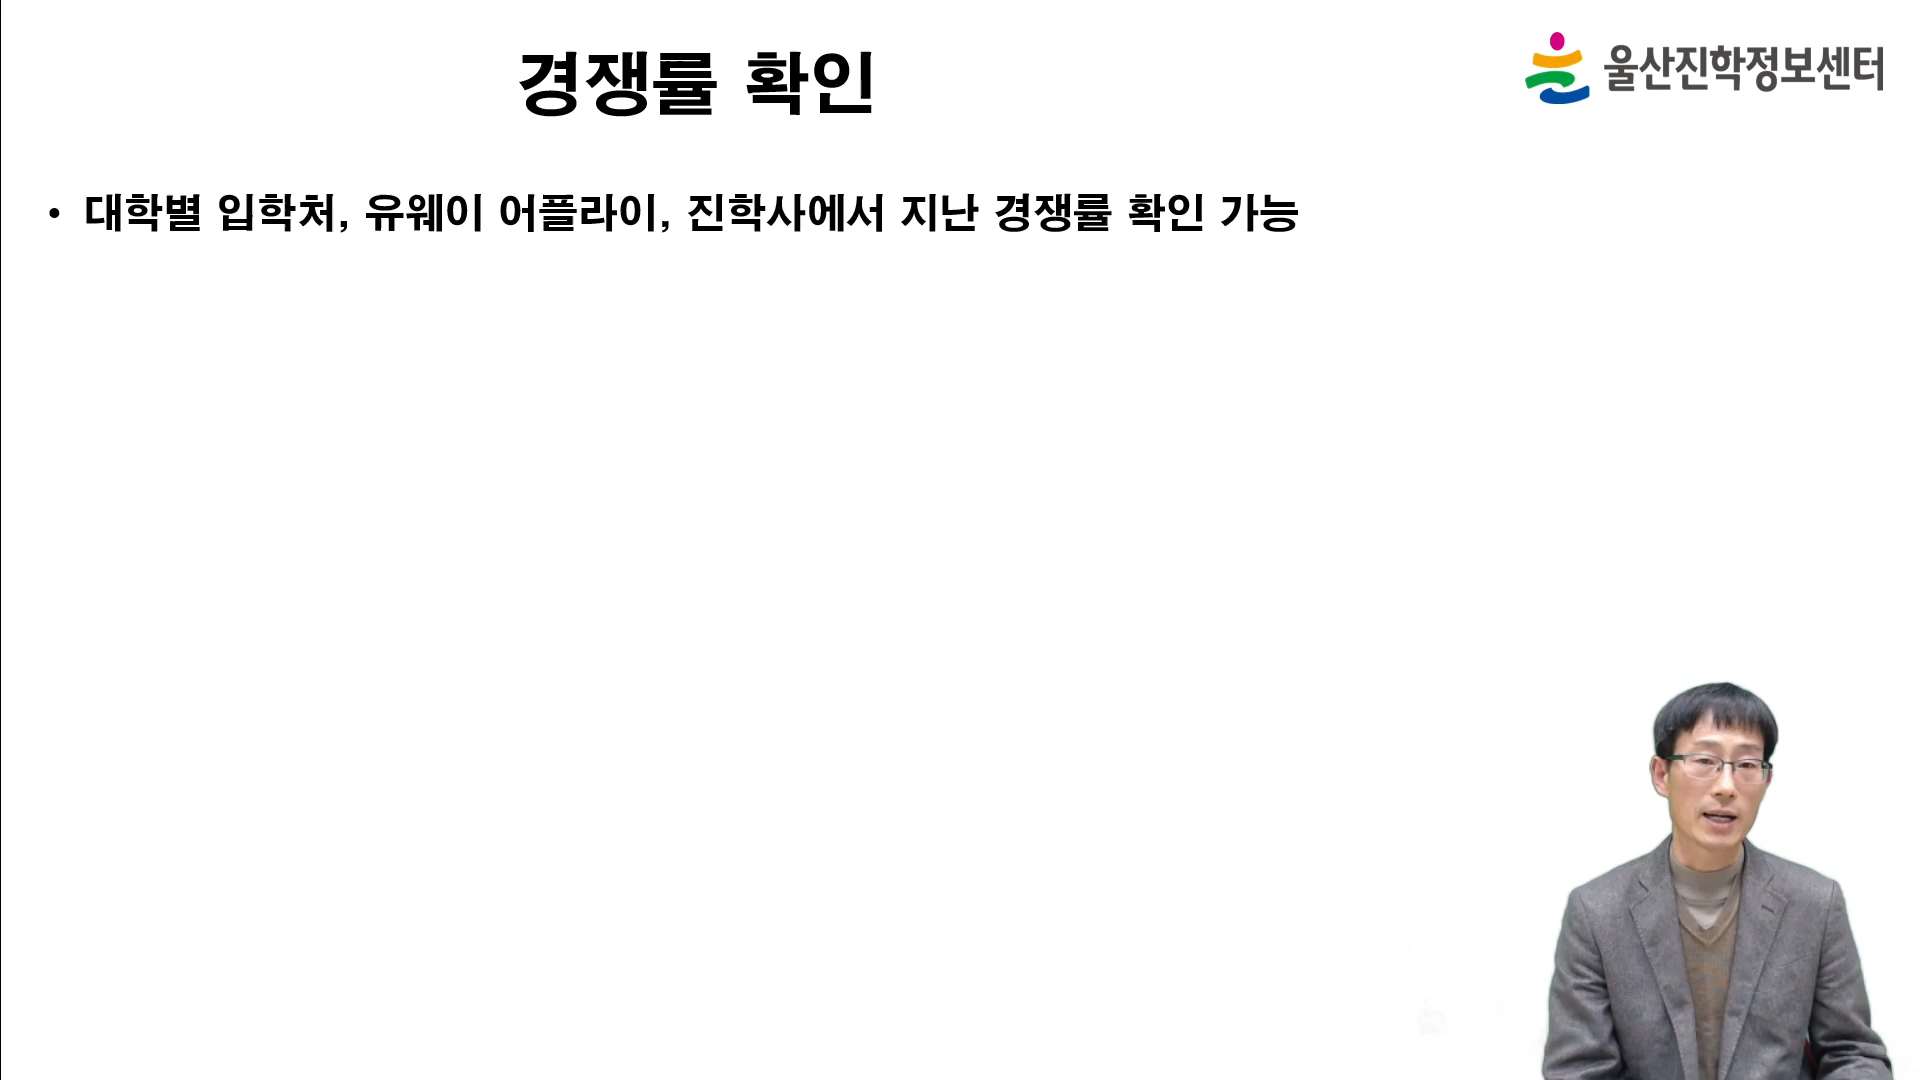 경쟁률 확인
울산진학정보센터
• 대학별 입학처, 유웨이 어플라이, 진학사에서 지난 경쟁률 확인 가능